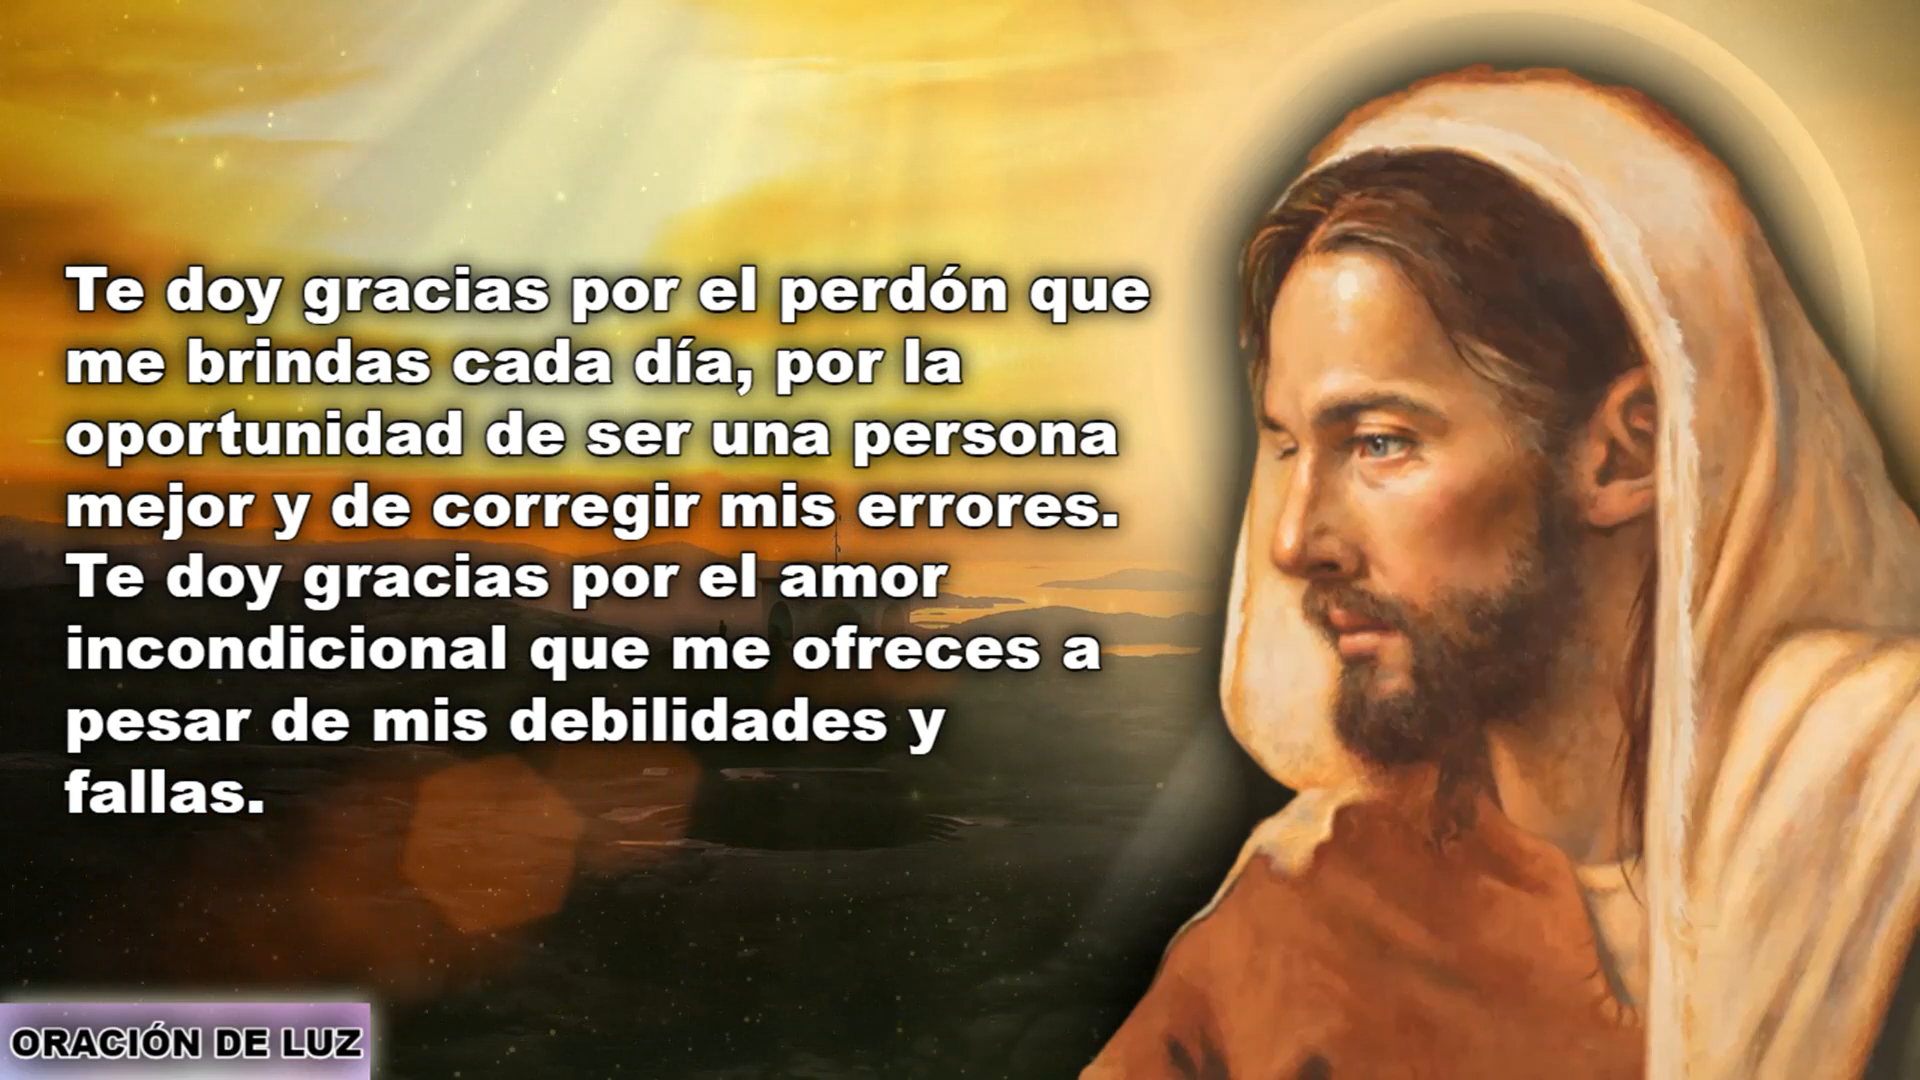 Te doy gracias por el perdón que
me brindas cada día, por la
oportunidad de ser una persona
mejor y de corregir mis errores.
Te doy gracias por el amor
incondicional que me ofreces a
pesar de mis debilidades y
fallas.
ORACIÓN DE LUZ